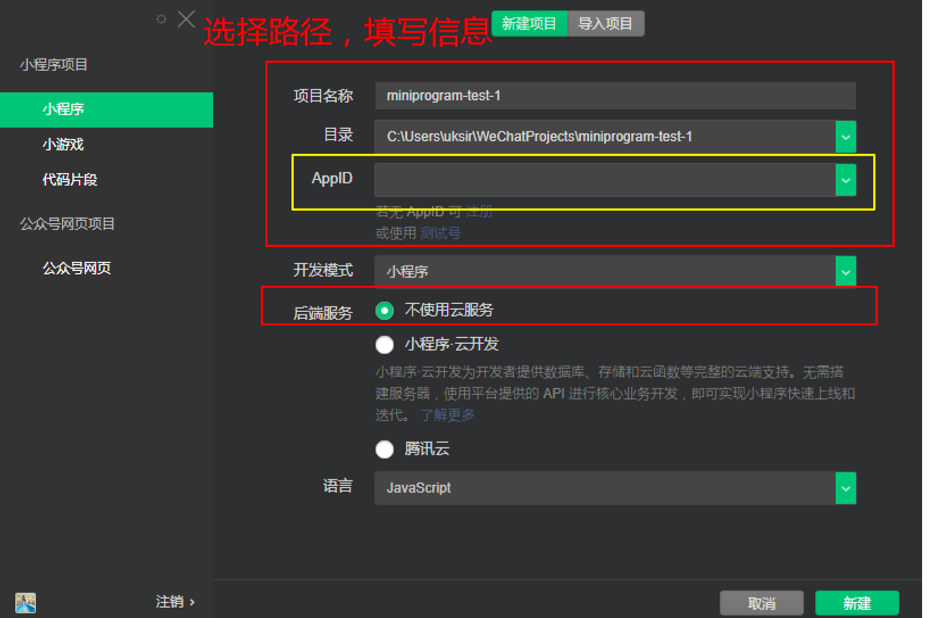 选择路径，填写信息
新建项目 导入项目
小程序项目
小程序
小游戏
代码片段
公众号网页项目
公众号网页
项目名称 miniprogram-test-1
目录 C:\Users\uksir\WeChatProjects\miniprogram-test-1
AppID
若无 AppID 可 注册
或使用 测试号
开发模式 小程序
后端服务 不使用云服务
小程序·云开发
小程序·云开发为开发者提供数据库、存储和云函数等完整的云端支持。无需搭
建服务器，使用平台提供的 API 进行核心业务开发，即可实现小程序快速上线和
迭代。 了解更多
腾讯云
语言 JavaScript
注销 ›
取消 新建